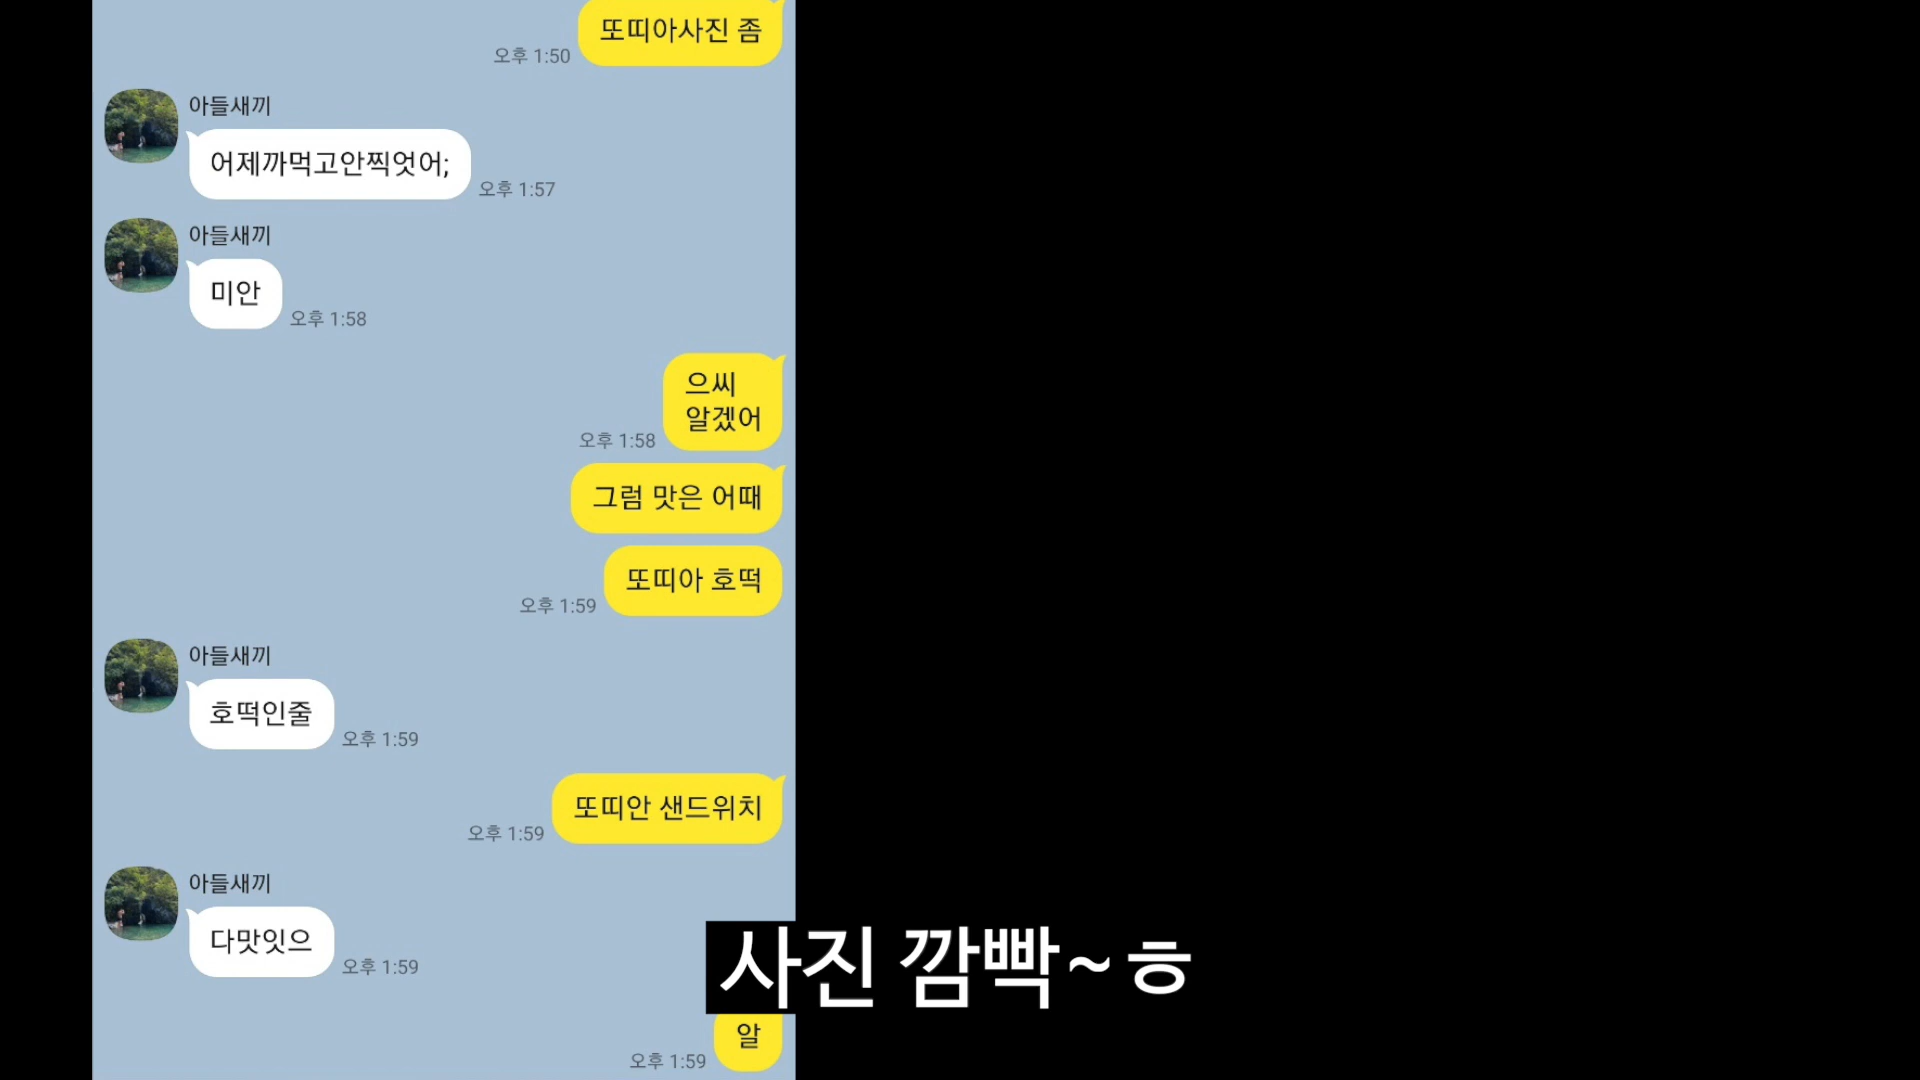 또띠아사진 좀
오후 1:50
아들새끼
어제까먹고안찍엇어;
오후 1:57
아들새끼
미안
오후 1:58
으씨
알겠어
오후 1:58
그럼 맛은 어때
또띠아 호떡
오후 1:59
아들새끼
호떡인줄
오후 1:59
또띠안 샌드위치
오후 1:59
아들새끼
다맛잇으
오후 1:59
사진 깜빡~ㅎ
알
오후 1:59